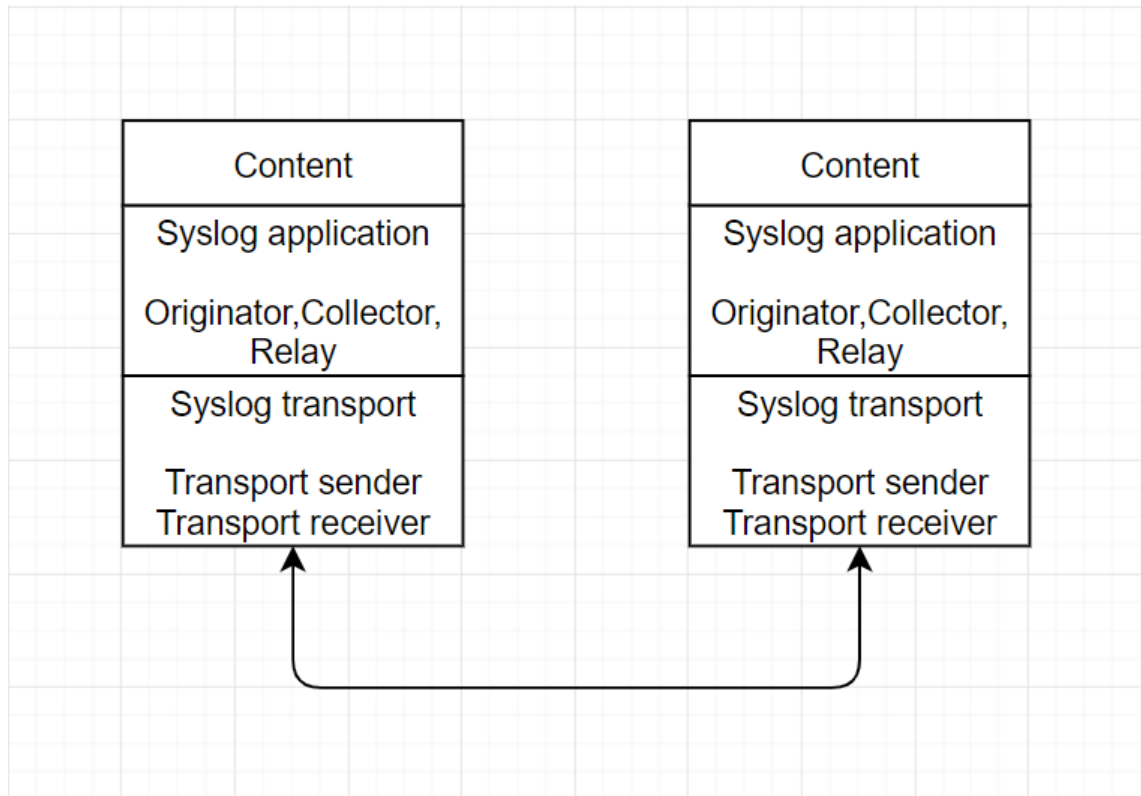 Content
Syslog application
Originator,Collector,
Relay
Syslog transport
Transport sender
Transport receiver
Content
Syslog application
Originator,Collector,
Relay
Syslog transport
Transport sender
Transport receiver